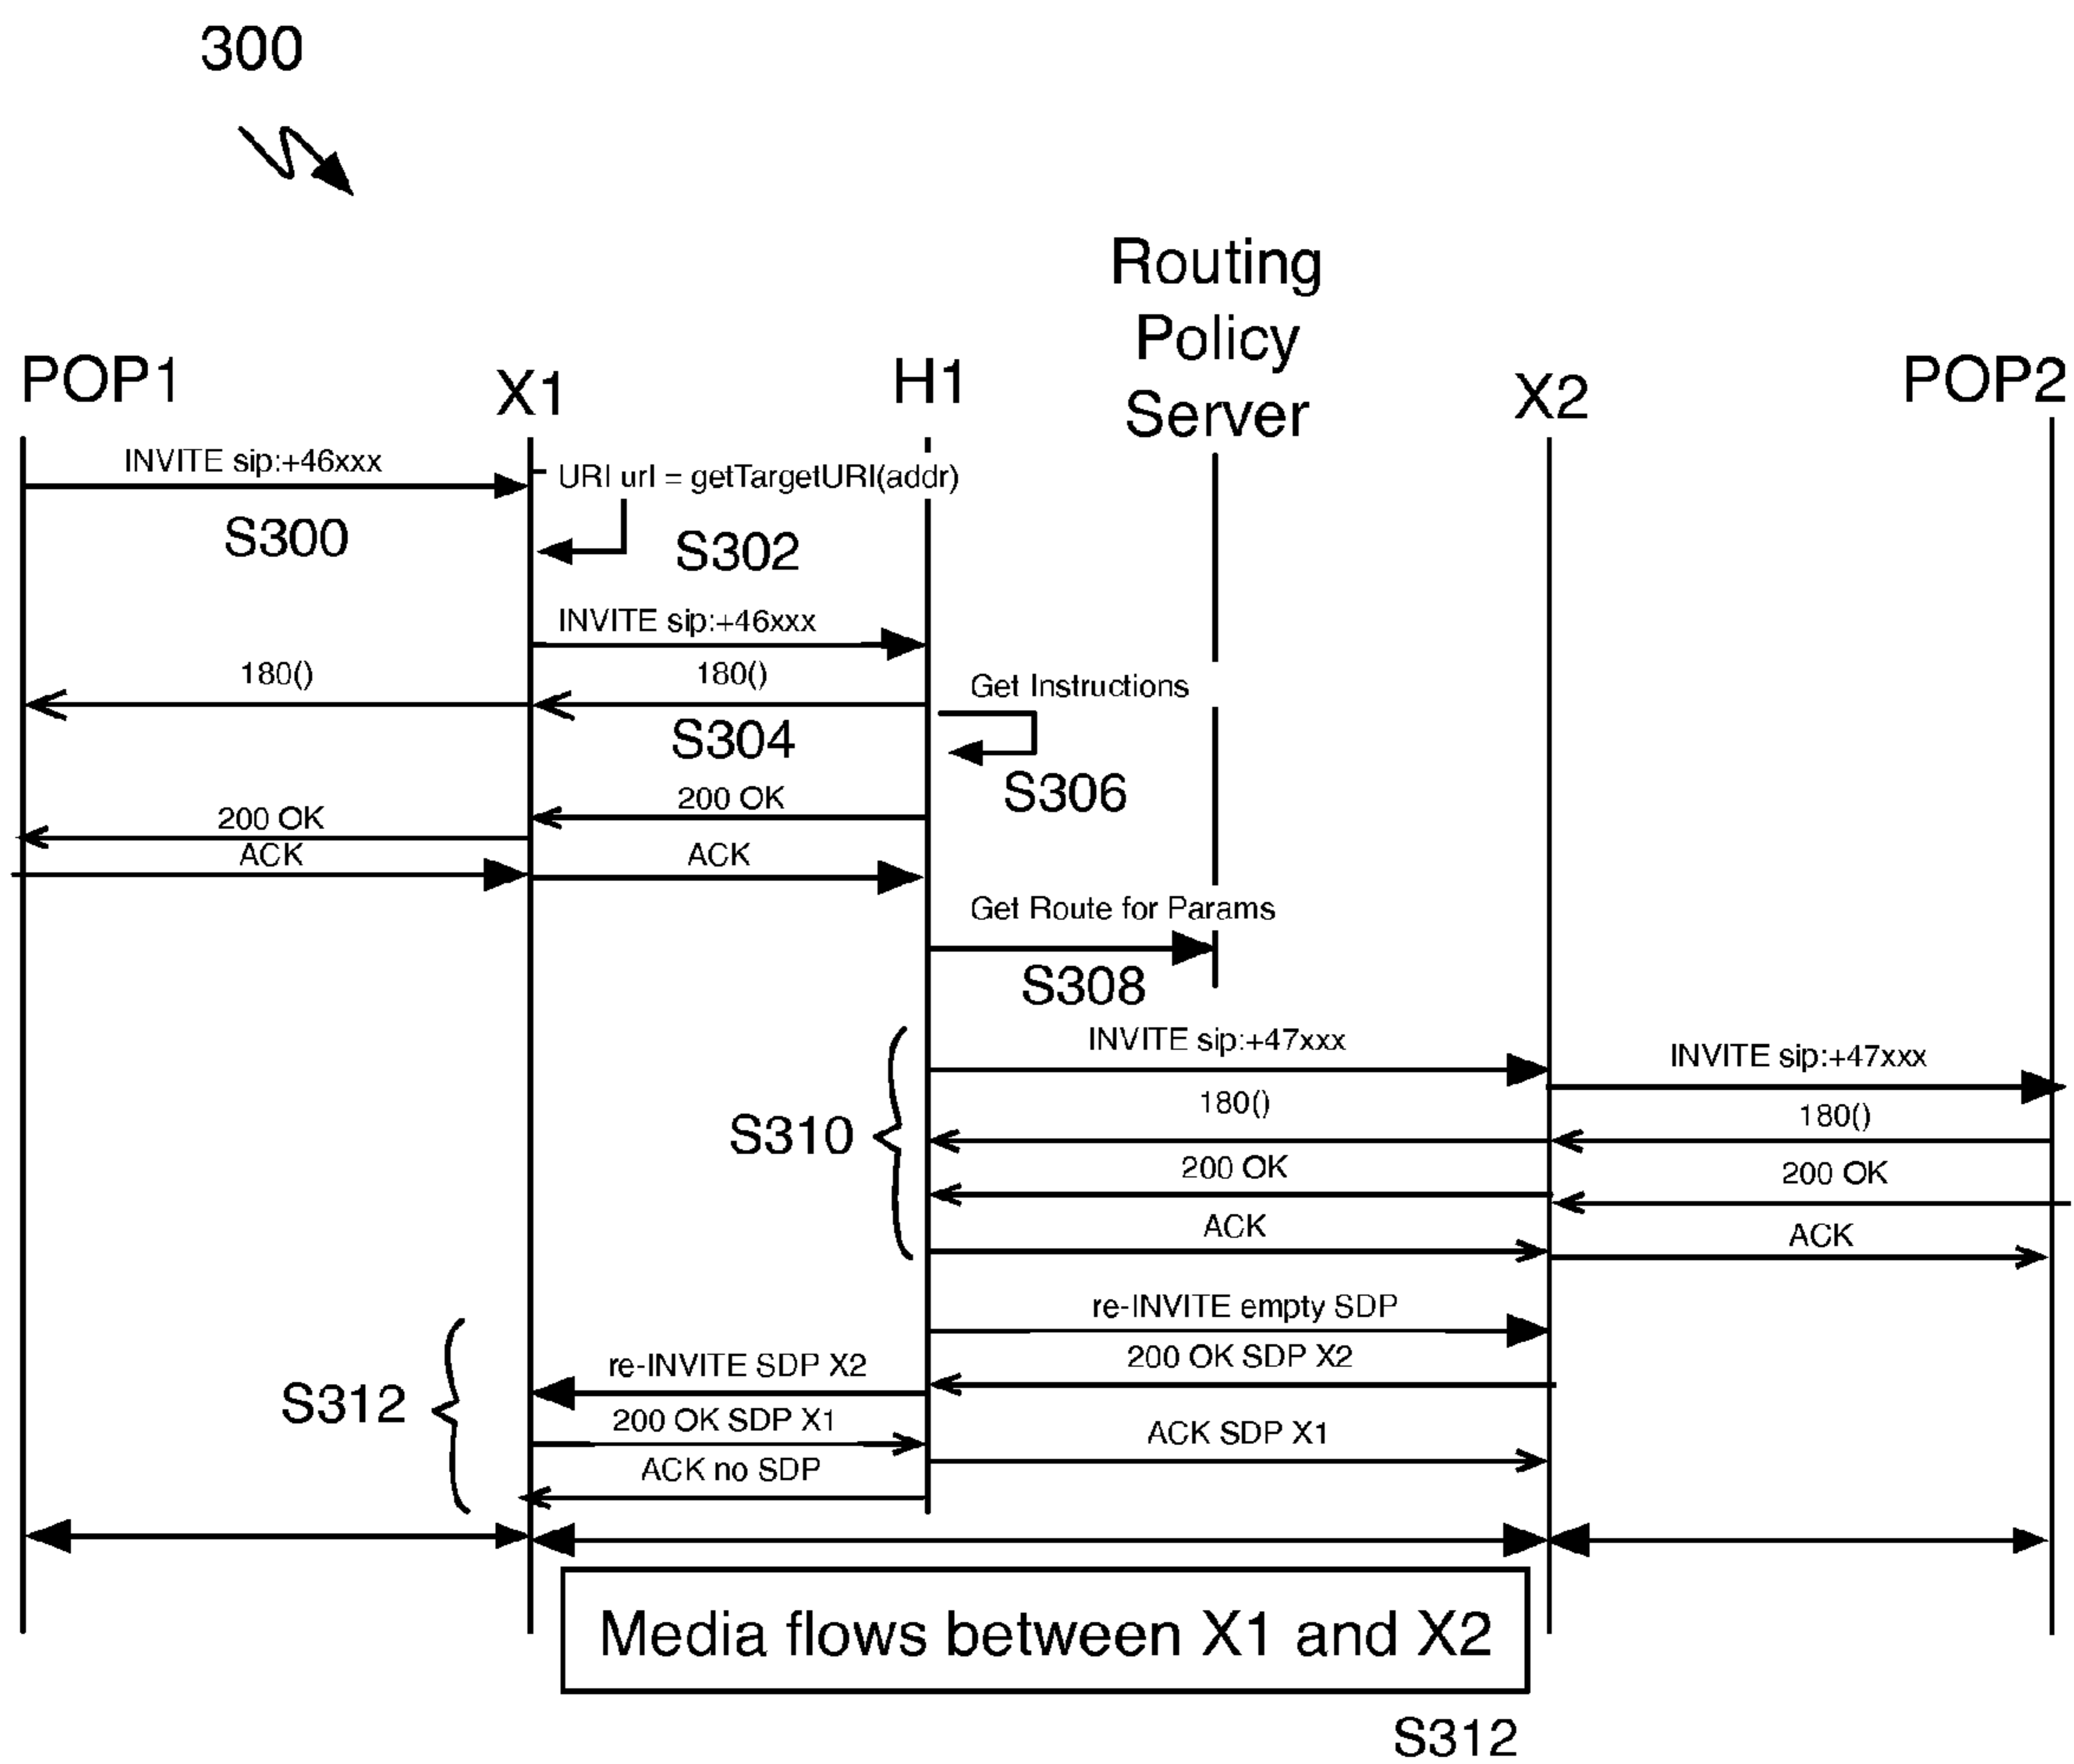 300
Routing
Policy
Server
POP1
X1
H1
X2
POP2
INVITE sip:+46xxx
URI url = getTargetURI(addr)
S300
S302
INVITE sip:+46xxx
180()
180()
Get Instructions
S304
S306
200 OK
200 OK
ACK
ACK
Get Route for Params
S308
INVITE sip:+47xxx
INVITE sip:+47xxx
180()
180()
S310
200 OK
200 OK
ACK
ACK
re-INVITE empty SDP
re-INVITE SDP X2
200 OK SDP X2
S312
200 OK SDP X1
ACK SDP X1
ACK no SDP
Media flows between X1 and X2
S312